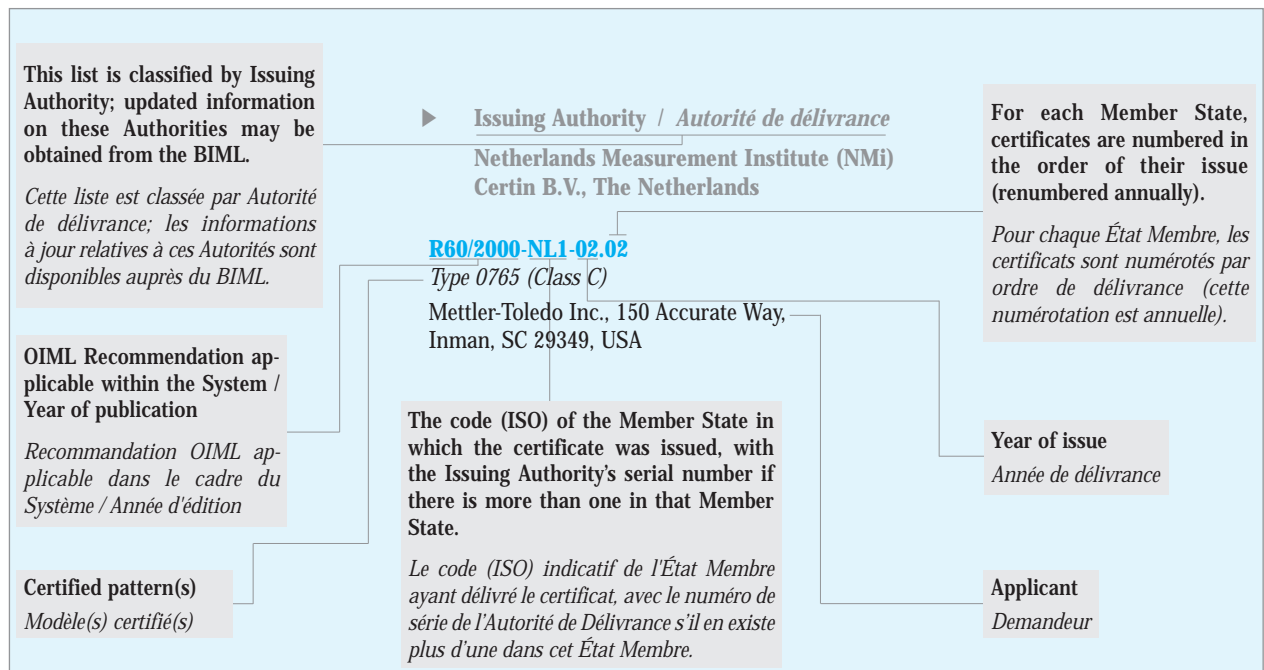 This list is classified by Issuing
Authority; updated information
on these Authorities may be
obtained from the BIML.
Cette liste est classée par Autorité
de délivrance; les informations
à jour relatives à ces Autorités sont
disponibles auprès du BIML.
▶ Issuing Authority / Autorité de délivrance
Netherlands Measurement Institute (NMi)
Certin B.V., The Netherlands
R60/2000-NL1-02.02
Type 0765 (Class C)
Mettler-Toledo Inc., 150 Accurate Way,
Inman, SC 29349, USA
For each Member State,
certificates are numbered in
the order of their issue
(renumbered annually).
Pour chaque État Membre, les
certificats sont numérotés par
ordre de délivrance (cette
numérotation est annuelle).
OIML Recommendation ap-
plicable within the System /
Year of publication
Recommandation OIML ap-
plicable dans le cadre du
Système / Année d'édition
The code (ISO) of the Member State in
which the certificate was issued, with
the Issuing Authority's serial number if
there is more than one in that Member
State.
Le code (ISO) indicatif de l'État Membre
ayant délivré le certificat, avec le numéro de
série de l'Autorité de Délivrance s'il en existe
plus d'une dans cet État Membre.
Year of issue
Année de délivrance
Certified pattern(s)
Modèle(s) certifié(s)
Applicant
Demandeur